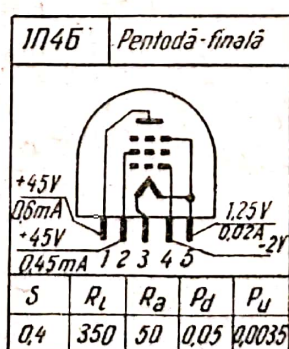 1П4Б Pentodă-finală
+45V
0,6mA
+45V
0,45mA
1 2 3 4 5
1,25V
0,02A
-2V
S Ri Ra Pd Pu
0,4 350 50 0,05 0,0035